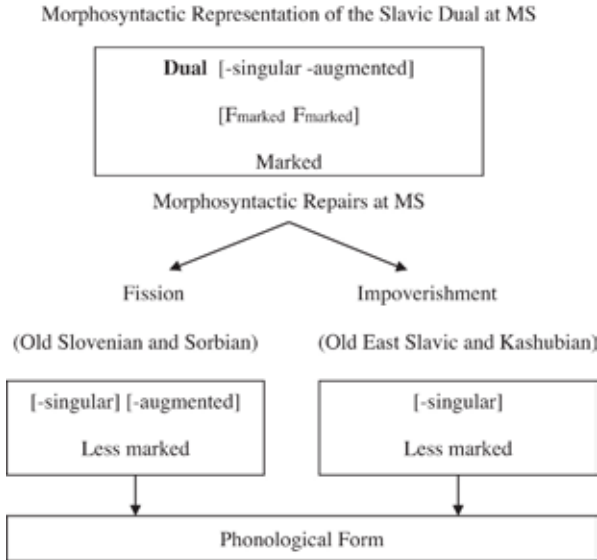 Morphosyntactic Representation of the Slavic Dual at MS
Dual [-singular -augmented]
[Fmarked Fmarked]
Marked
Morphosyntactic Repairs at MS
Fission
Impoverishment
(Old Slovenian and Sorbian)
(Old East Slavic and Kashubian)
[-singular] [-augmented]
Less marked
[-singular]
Less marked
Phonological Form